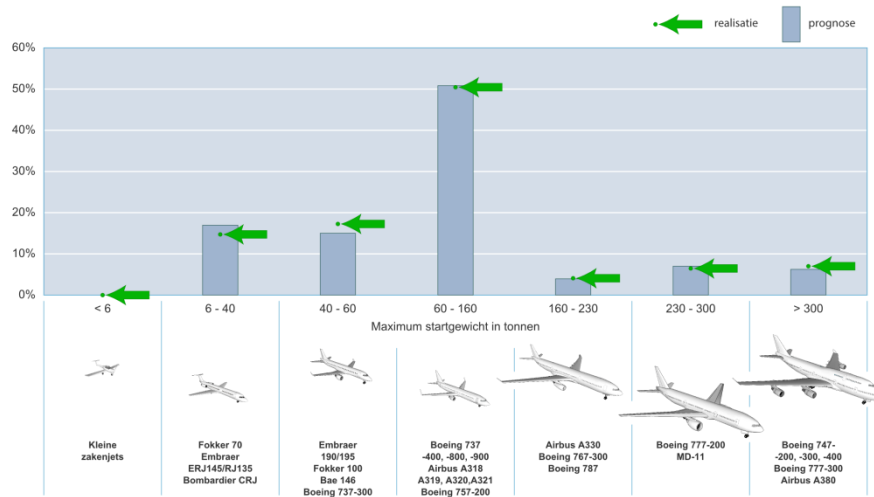 realisatie
prognose
60%
50%
40%
30%
20%
10%
0%
< 6
6 - 40
40 - 60
60 - 160
160 - 230
230 - 300
> 300
Maximum startgewicht in tonnen
Kleine
zakenjets
Fokker 70
Embraer
ERJ145/RJ135
Bombardier CRJ
Embraer
190/195
Fokker 100
Bae 146
Boeing 737-300
Boeing 737
-400, -800, -900
Airbus A318
A319, A320,A321
Boeing 757-200
Airbus A330
Boeing 767-300
Boeing 787
Boeing 777-200
MD-11
Boeing 747-
-200, -300, -400
Boeing 777-300
Airbus A380